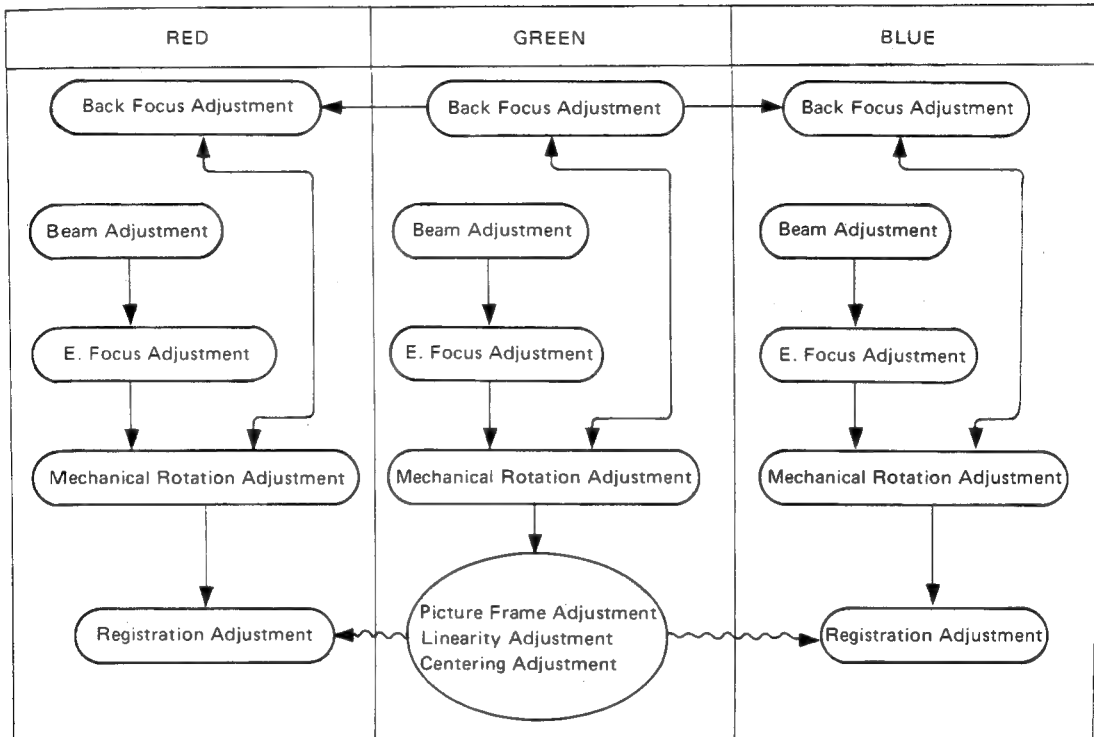 RED GREEN BLUE
Back Focus Adjustment Back Focus Adjustment Back Focus Adjustment
Beam Adjustment Beam Adjustment Beam Adjustment
E. Focus Adjustment E. Focus Adjustment E. Focus Adjustment
Mechanical Rotation Adjustment Mechanical Rotation Adjustment Mechanical Rotation Adjustment
Picture Frame Adjustment
Registration Adjustment Linearity Adjustment Registration Adjustment
Centering Adjustment